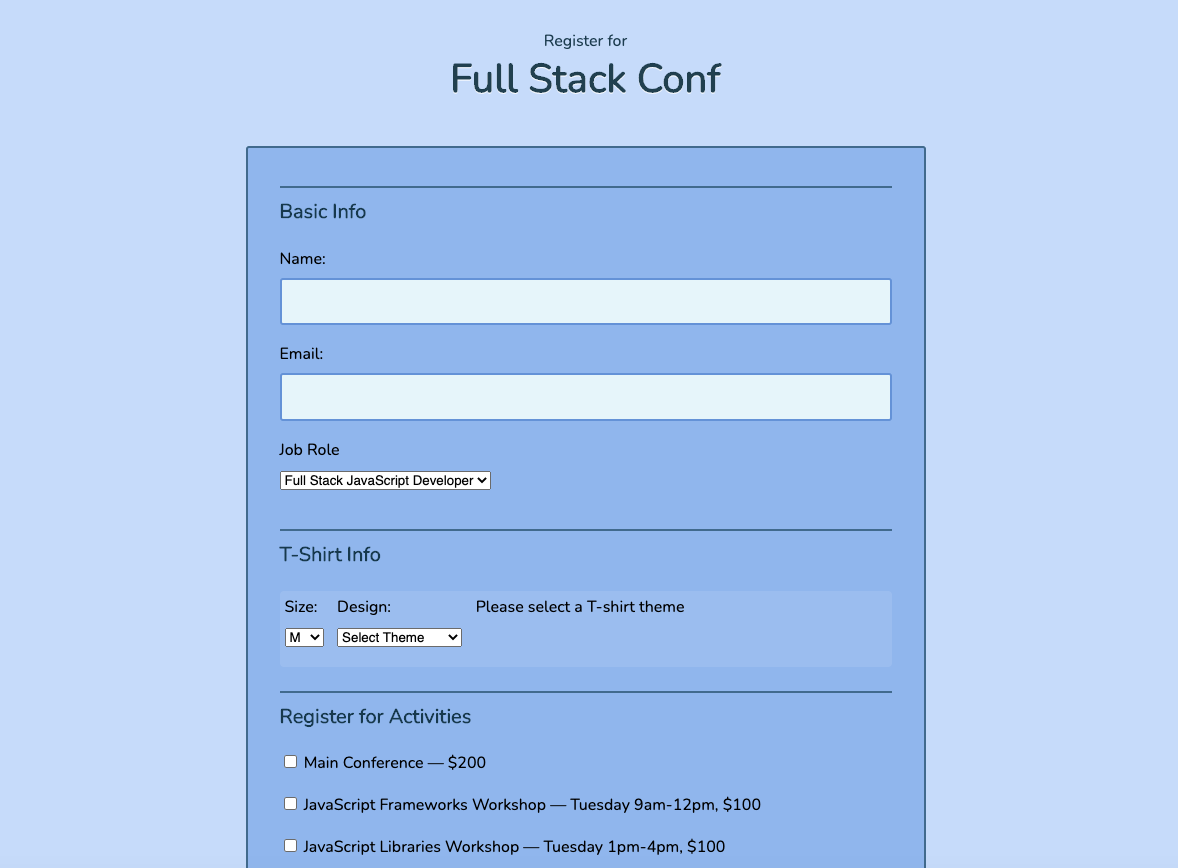 Register for
Full Stack Conf
Basic Info
Name:
Email:
Job Role
Full Stack JavaScript Developer
T-Shirt Info
Size: Design: Please select a T-shirt theme
M Select Theme
Register for Activities
Main Conference — $200
JavaScript Frameworks Workshop — Tuesday 9am-12pm, $100
JavaScript Libraries Workshop — Tuesday 1pm-4pm, $100